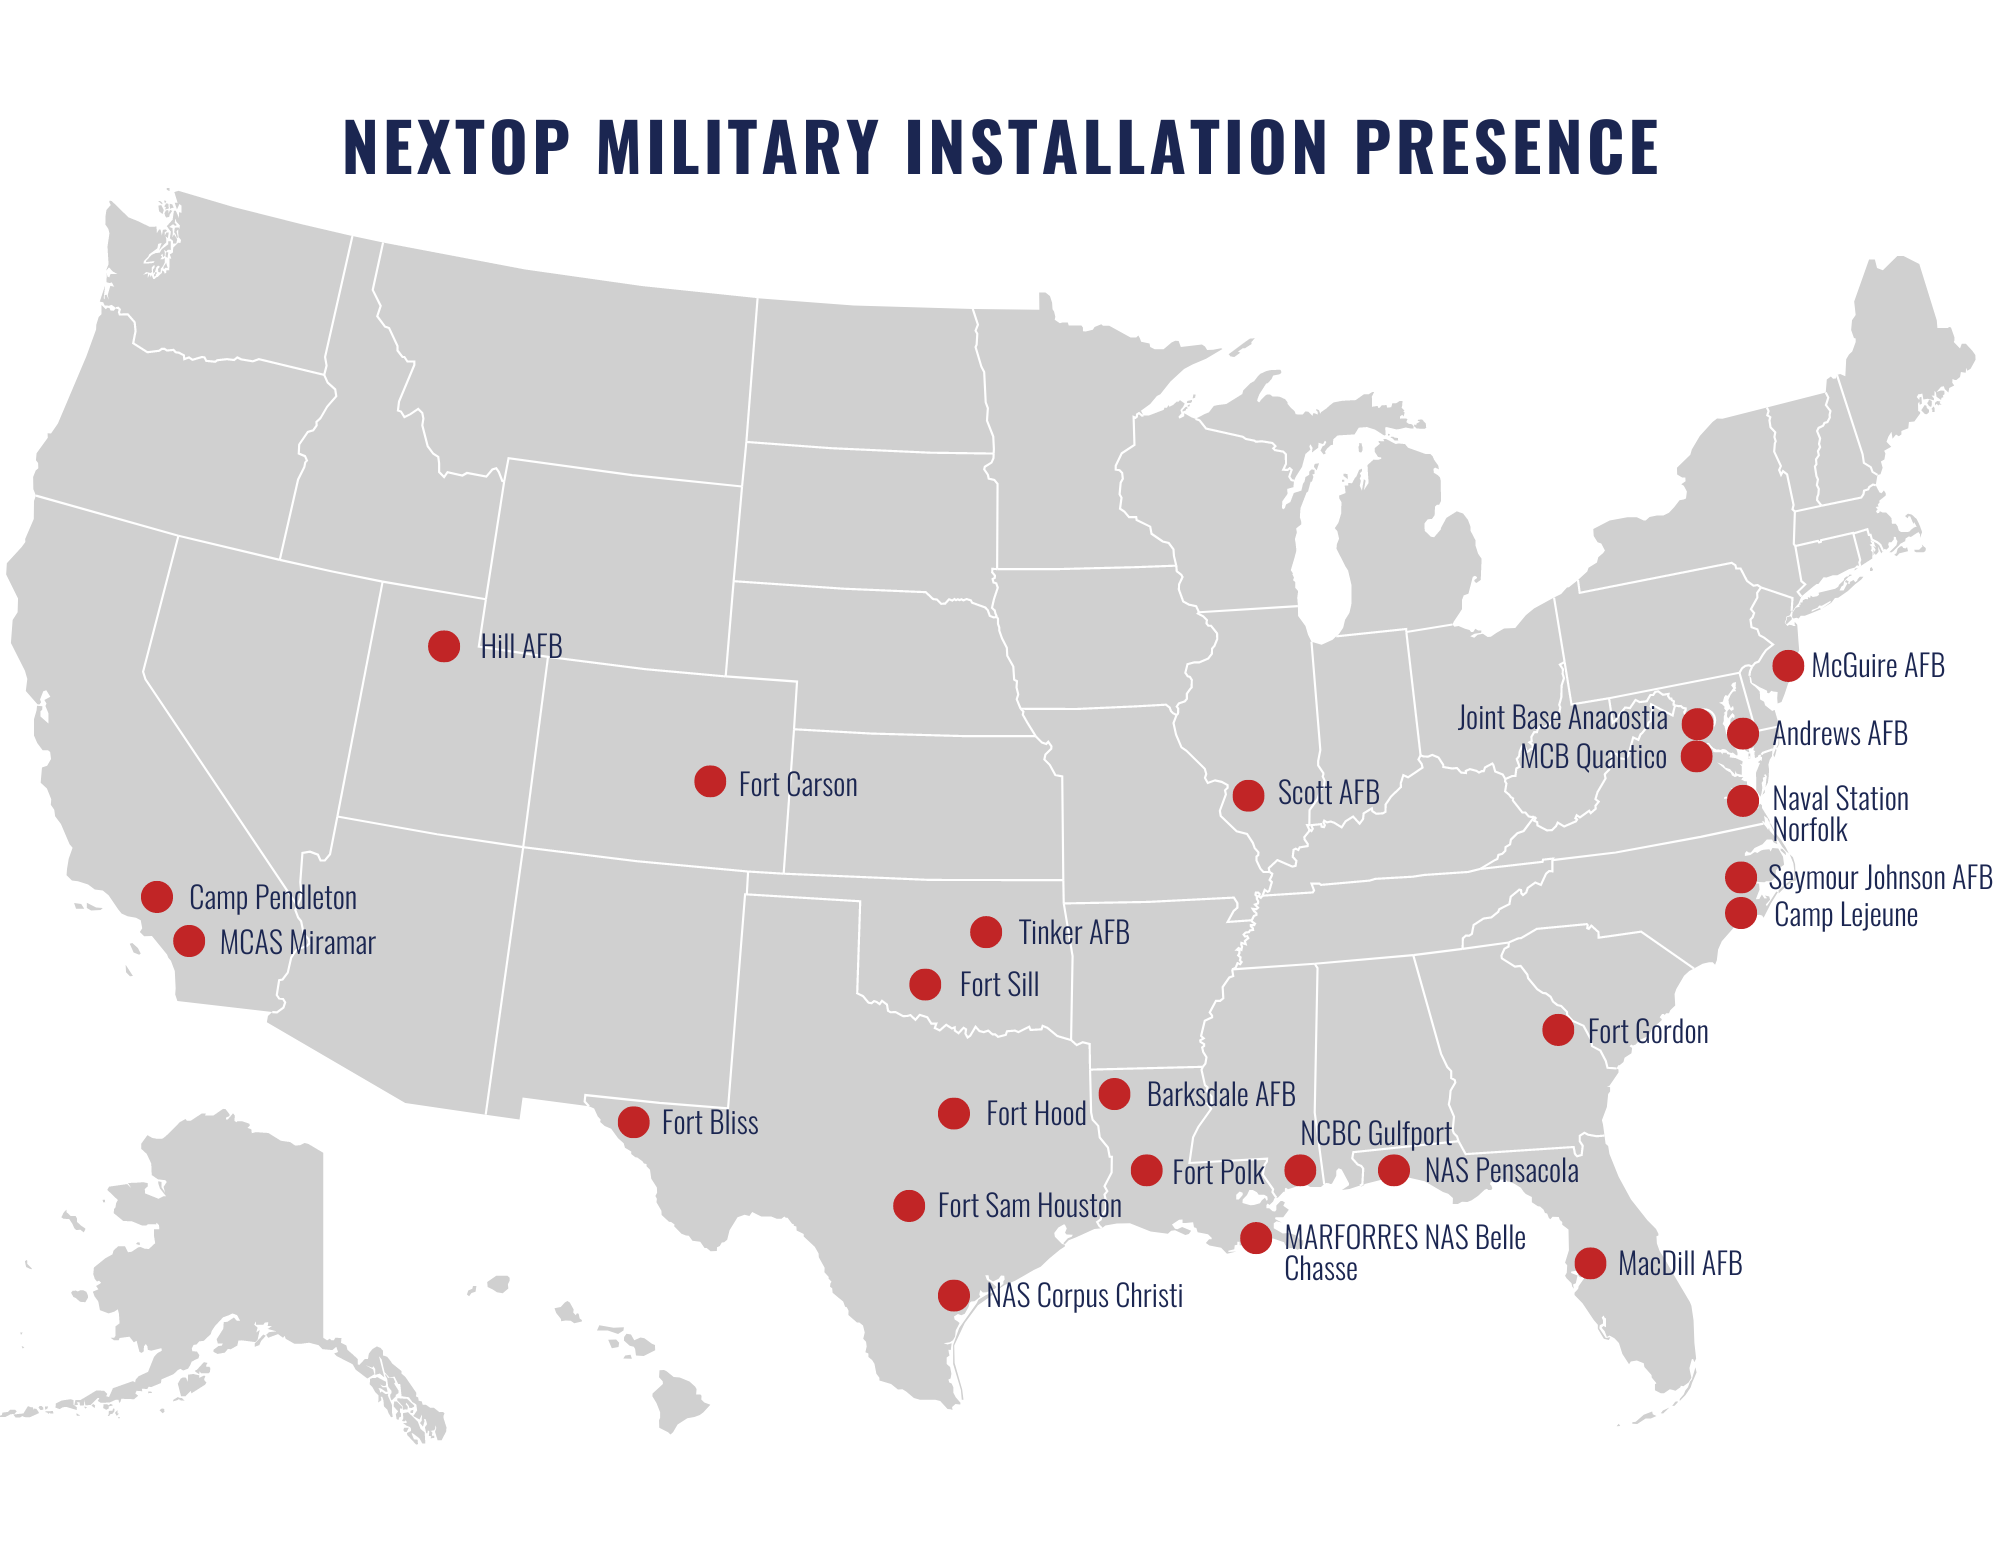 NEXTOP MILITARY INSTALLATION PRESENCE
Hill AFB
McGuire AFB
Joint Base Anacostia
Andrews AFB
MCB Quantico
Fort Carson
Scott AFB
Naval Station
Norfolk
Seymour Johnson AFB
Camp Pendleton
Camp Lejeune
Tinker AFB
MCAS Miramar
Fort Sill
Fort Gordon
Barksdale AFB
Fort Hood
Fort Bliss
NCBC Gulfport
Fort Polk
NAS Pensacola
Fort Sam Houston
MARFORRES NAS Belle
Chasse
MacDill AFB
NAS Corpus Christi